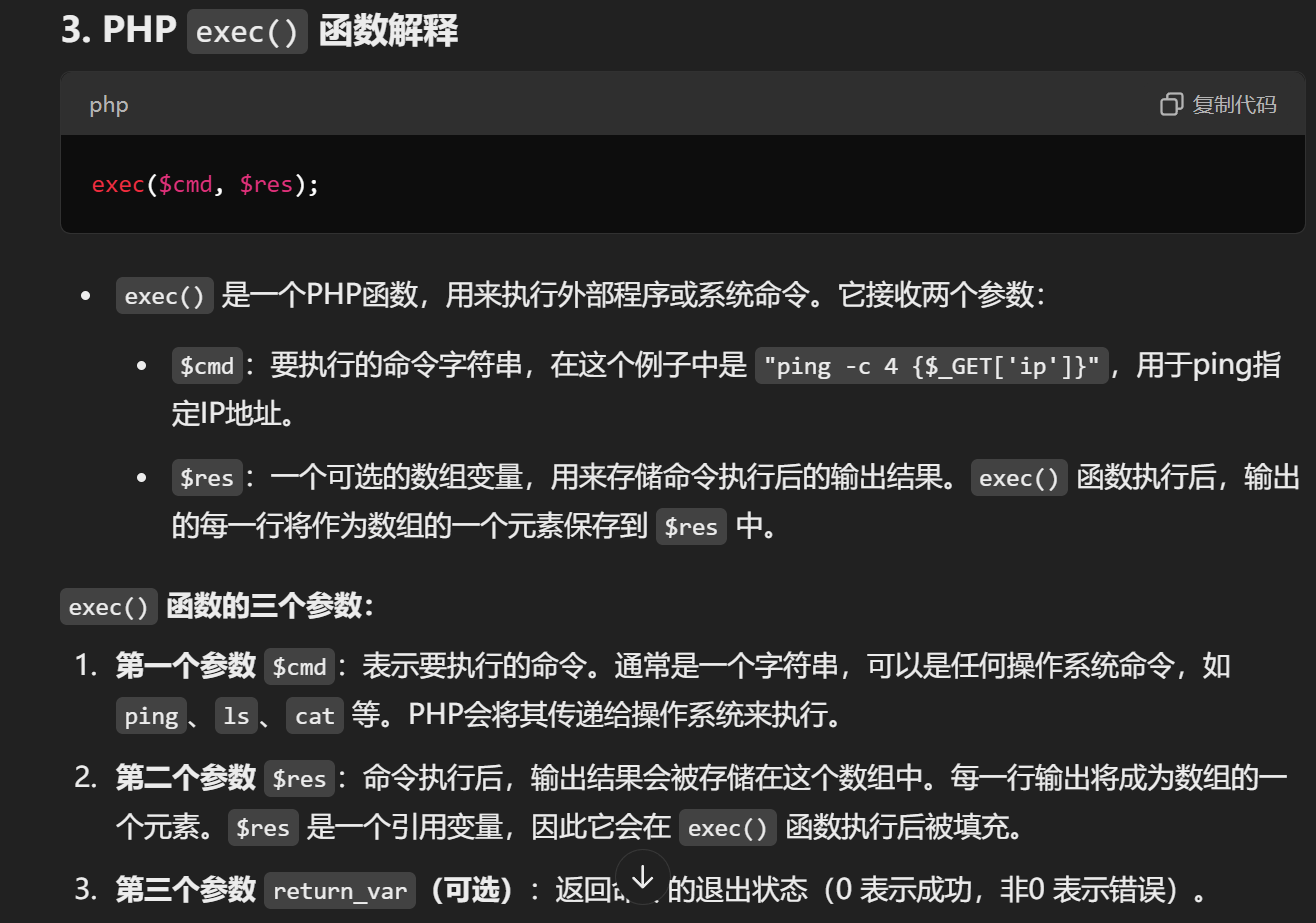 3. PHP exec() 函数解释
php 复制代码
exec($cmd, $res);
• exec() 是一个PHP函数，用来执行外部程序或系统命令。它接收两个参数：
• $cmd：要执行的命令字符串，在这个例子中是 "ping -c 4 {$_GET['ip']}"，用于ping指
定IP地址。
• $res：一个可选的数组变量，用来存储命令执行后的输出结果。exec() 函数执行后，输出
的每一行将作为数组的一个元素保存到 $res 中。
exec() 函数的三个参数：
1. 第一个参数 $cmd：表示要执行的命令。通常是一个字符串，可以是任何操作系统命令，如
ping、ls、cat 等。PHP会将其传递给操作系统来执行。
2. 第二个参数 $res：命令执行后，输出结果会被存储在这个数组中。每一行输出将成为数组的一
个元素。$res 是一个引用变量，因此它会在 exec() 函数执行后被填充。
3. 第三个参数 return_var（可选）：返回 的退出状态（0 表示成功，非0 表示错误）。